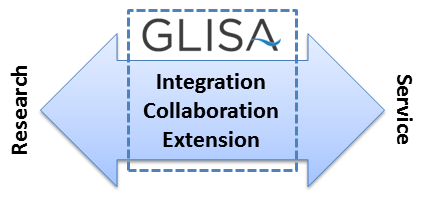 GLISA
Research
Integration
Collaboration
Extension
Service